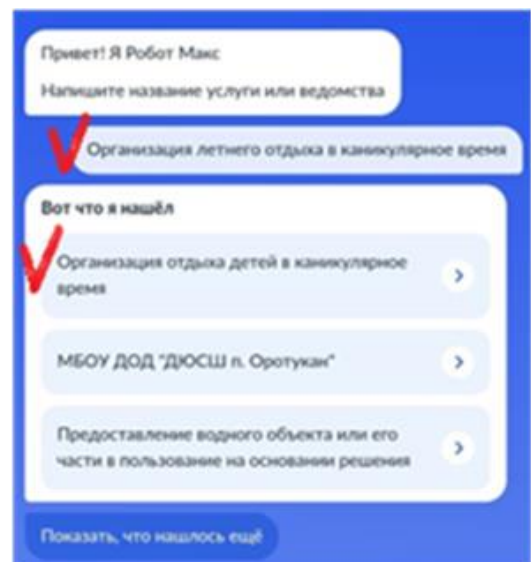 Привет! Я Робот Макс
Напишите название услуги или ведомства
Организация летнего отдыха в каникулярное время
Вот что я нашёл
Организация отдыха детей в каникулярное
время
МБОУ ДОД "ДЮСШ п. Оротукан"
Предоставление водного объекта или его
части в пользование на основании решения
Показать, что нашлось ещё